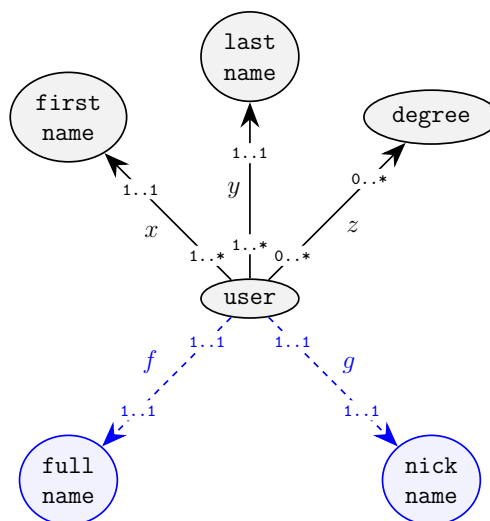 last
name
first
name
degree
1..1
1..1
0..*
y
x
z
1..*
1..*
0..*
user
1..1
1..1
f
g
1..1
1..1
full
name
nick
name